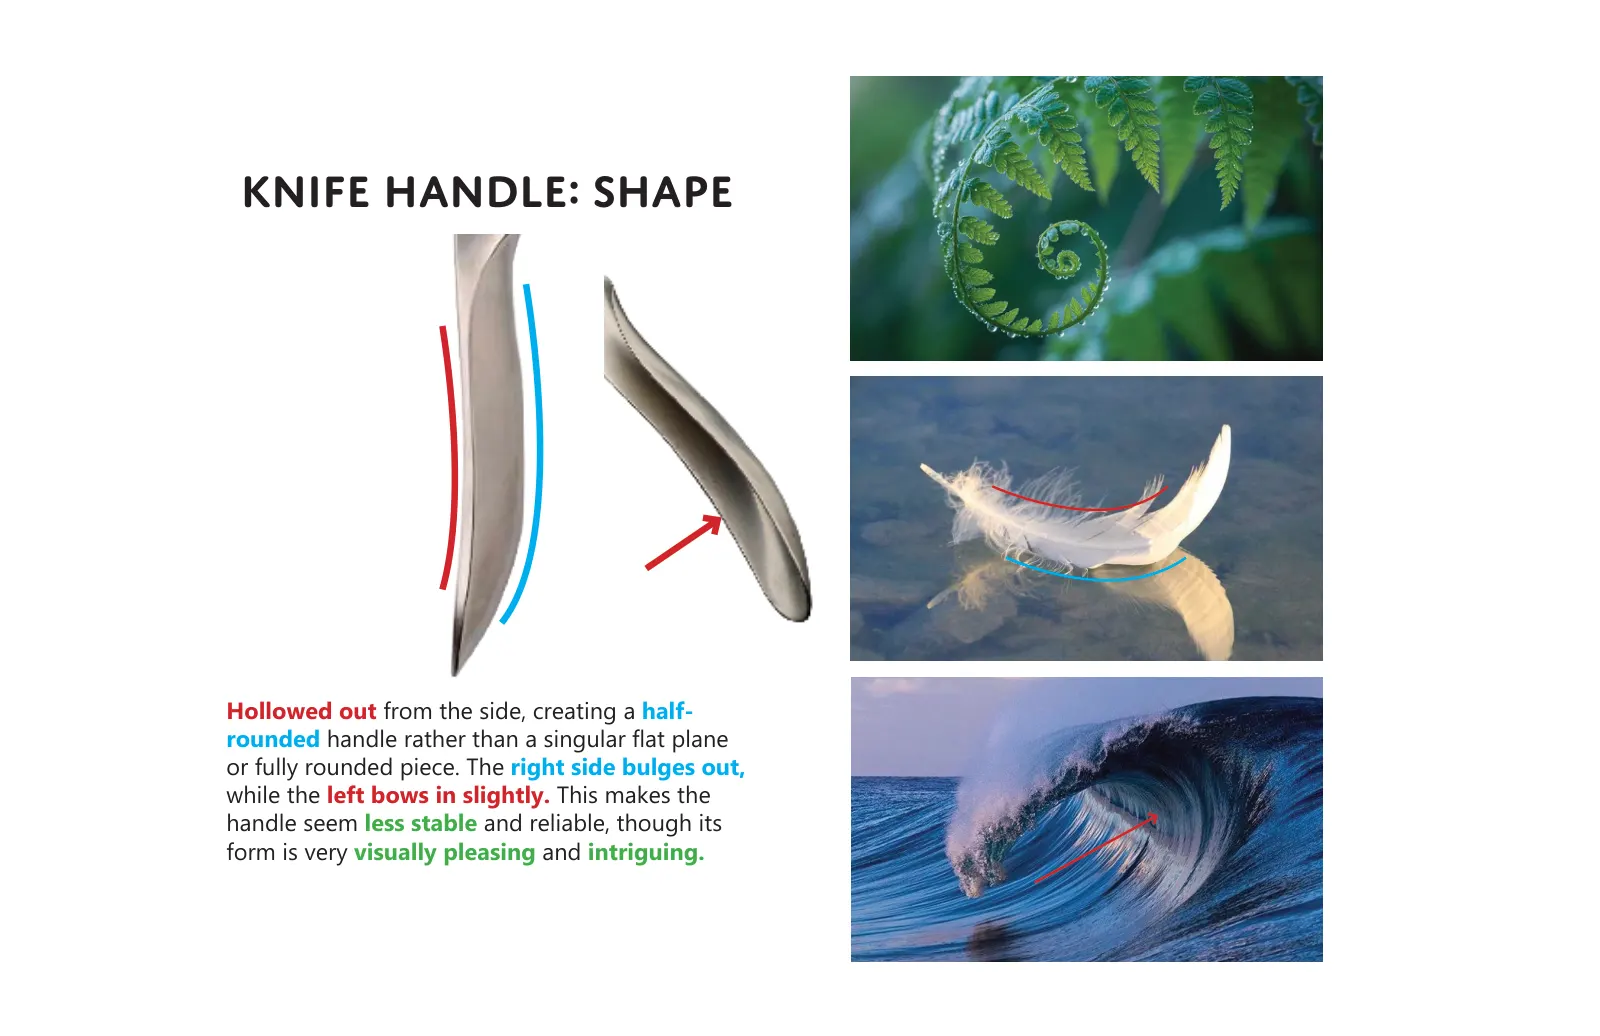 KNIFE HANDLE: SHAPE
Hollowed out from the side, creating a half-
rounded handle rather than a singular flat plane
or fully rounded piece. The right side bulges out,
while the left bows in slightly. This makes the
handle seem less stable and reliable, though its
form is very visually pleasing and intriguing.